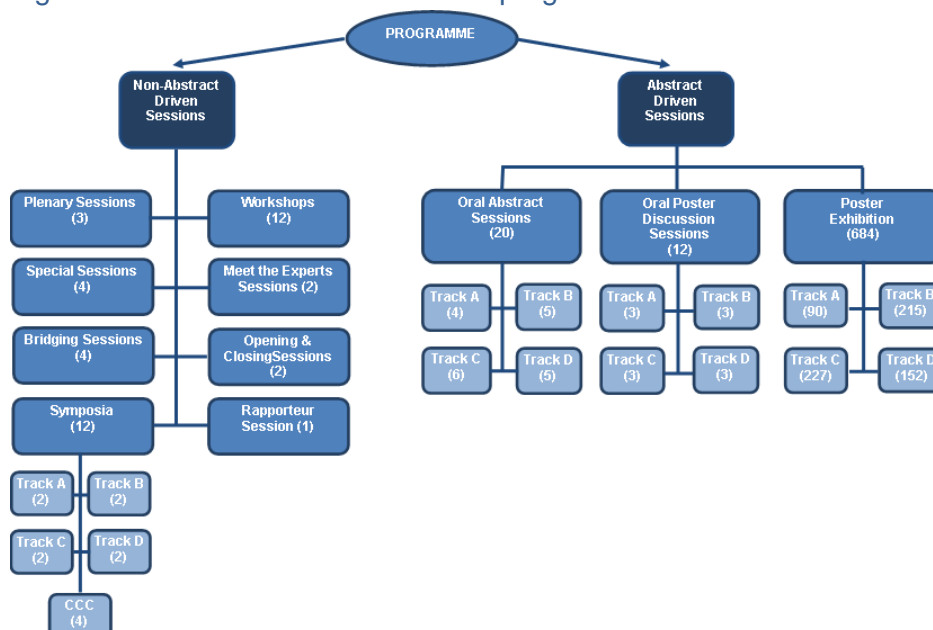 PROGRAMME
Non-Abstract
Driven
Sessions
Abstract
Driven
Sessions
Plenary Sessions
(3)
Workshops
(12)
Special Sessions
(4)
Meet the Experts
Sessions (2)
Bridging Sessions
(4)
Opening &
ClosingSessions
(2)
Symposia
(12)
Rapporteur
Session (1)
Track A
(2)
Track B
(2)
Track C
(2)
Track D
(2)
CCC
(4)
Oral Abstract
Sessions
(20)
Track A
(4)
Track B
(5)
Track C
(6)
Track D
(5)
Oral Poster
Discussion
Sessions
(12)
Track A
(3)
Track B
(3)
Track C
(3)
Track D
(3)
Poster
Exhibition
(684)
Track A
(90)
Track B
(215)
Track C
(227)
Track D
(152)